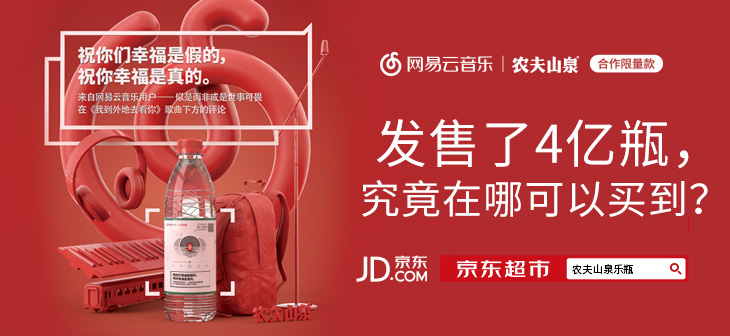 祝你们幸福是假的，
祝你幸福是真的。
来自网易云音乐用户——似是而非或是世事可畏
在《我到外地去看你》歌曲下方的评论
农夫山泉
网易云音乐 | 农夫山泉 合作限量款
发售了4亿瓶，
究竟在哪可以买到？
JD.COM 京东 京东超市 农夫山泉乐瓶